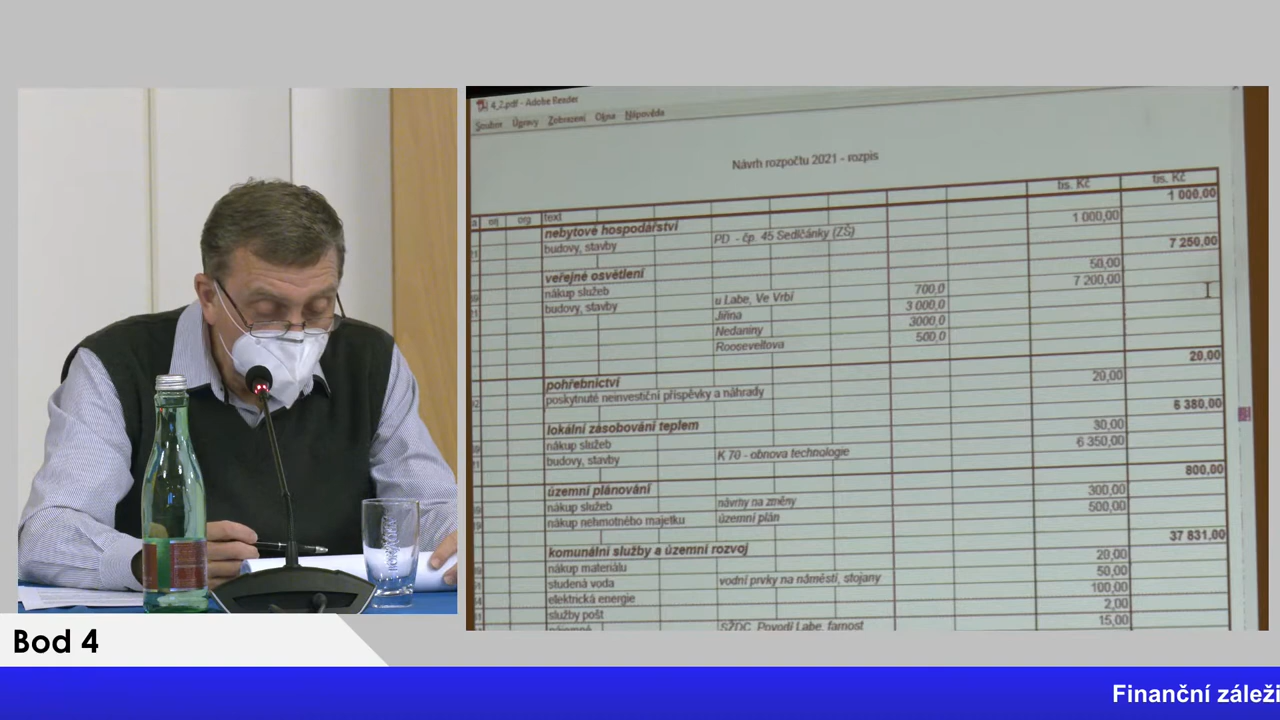 4_2.pdf - Adobe Reader
Soubor Úpravy Zobrazení Okna Nápověda
Návrh rozpočtu 2021 - rozpis
tis. Kč tis. Kč
orj org text
nebytové hospodářství 1 000,00
budovy, stavby PD - čp. 45 Sedlčánky (ZŠ) 1 000,00
veřejné osvětlení 7 250,00
nákup služeb 50,00
budovy, stavby u Labe, Ve Vrbí 700,0 7 200,00
Jiřina 3 000,0
Nedaniny 3000,0
Rooseveltova 500,0
pohřebnictví 20,00
poskytnuté neinvestiční příspěvky a náhrady 20,00
lokální zásobování teplem 6 380,00
nákup služeb 30,00
budovy, stavby K 70 - obnova technologie 6 350,00
územní plánování 800,00
nákup služeb návrhy na změny 300,00
nákup nehmotného majetku územní plán 500,00
komunální služby a územní rozvoj 37 831,00
nákup materiálu 20,00
studená voda vodní prvky na náměstí, stojany 50,00
elektrická energie 100,00
služby pošt 2,00
nájemné SŽDC, Povodí Labe, farnost 15,00
Bod 4
Finanční záleži